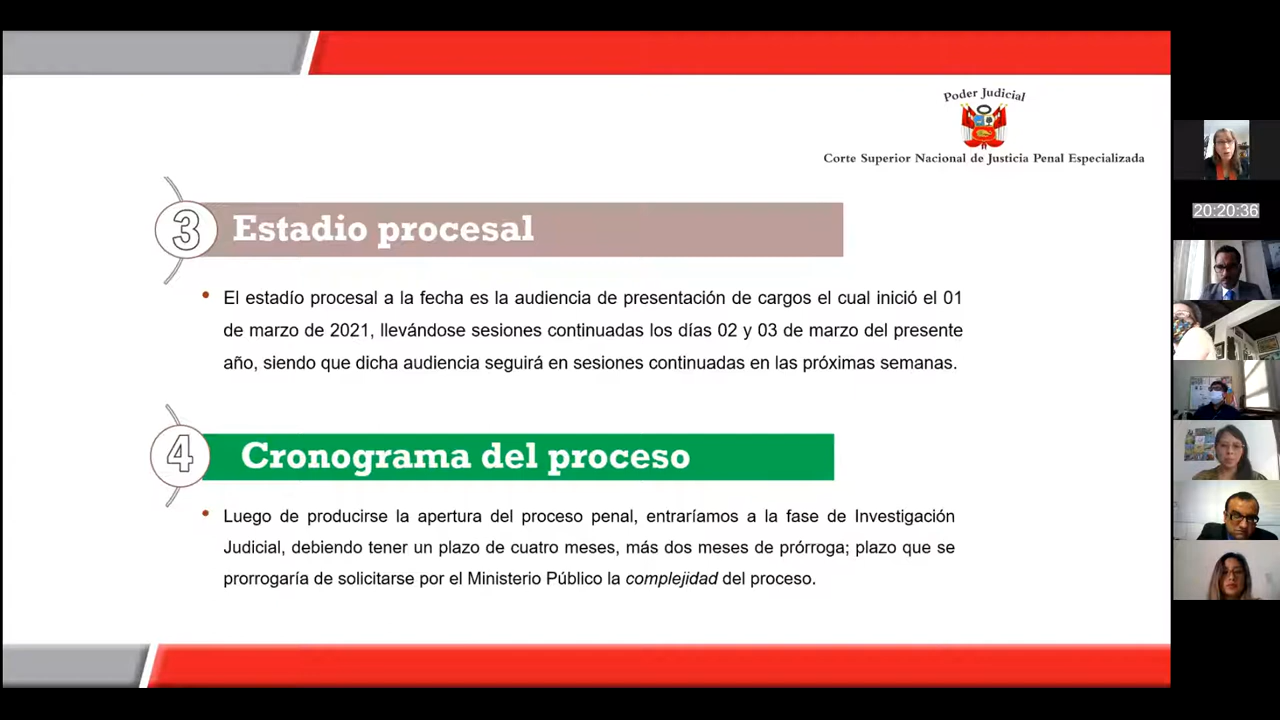 Poder Judicial
Corte Superior Nacional de Justicia Penal Especializada
20:20:36
3 Estadio procesal
• El estadío procesal a la fecha es la audiencia de presentación de cargos el cual inició el 01
de marzo de 2021, llevándose sesiones continuadas los días 02 y 03 de marzo del presente
año, siendo que dicha audiencia seguirá en sesiones continuadas en las próximas semanas.
4 Cronograma del proceso
• Luego de producirse la apertura del proceso penal, entraríamos a la fase de Investigación
Judicial, debiendo tener un plazo de cuatro meses, más dos meses de prórroga; plazo que se
prorrogaría de solicitarse por el Ministerio Público la complejidad del proceso.